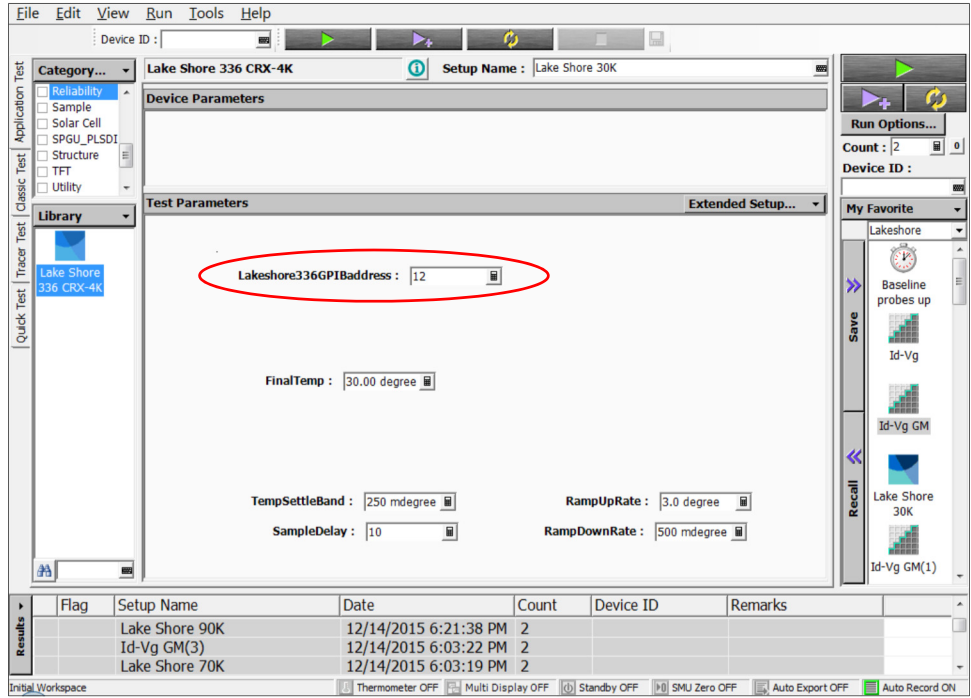 File Edit View Run Tools Help
Device ID :
Application Test
Classic Test
Tracer Test
Quick Test
Category...
Reliability
Sample
Solar Cell
SPGU_PLSDI
Structure
TFT
Utility
Library
Lake Shore
336 CRX-4K
Lake Shore 336 CRX-4K
Setup Name : Lake Shore 30K
Device Parameters
Test Parameters
Extended Setup...
Lakeshore336GPIBaddress : 12
FinalTemp : 30.00 degree
TempSettleBand : 250 mdegree
RampUpRate : 3.0 degree
SampleDelay : 10
RampDownRate : 500 mdegree
Run Options...
Count : 2 0
Device ID :
My Favorite
Lakeshore
Save
Recall
Baseline
probes up
Id-Vg
Id-Vg GM
Lake Shore
30K
Id-Vg GM(1)
Results
Flag Setup Name Date Count Device ID Remarks
Lake Shore 90K 12/14/2015 6:21:38 PM 2
Id-Vg GM(3) 12/14/2015 6:03:22 PM 2
Lake Shore 70K 12/14/2015 6:03:19 PM 2
Initial Workspace Thermometer OFF Multi Display OFF Standby OFF SMU Zero OFF Auto Export OFF Auto Record ON